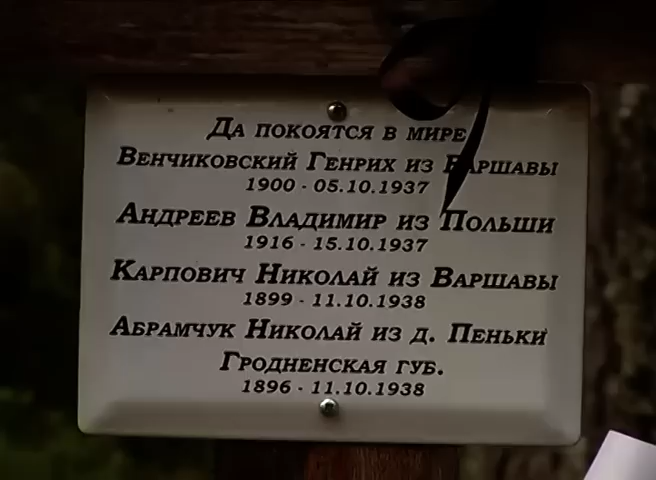 Да покоятся в мире
Венчиковский Генрих из Варшавы
1900 - 05.10.1937
Андреев Владимир из Польши
1916 - 15.10.1937
Карпович Николай из Варшавы
1899 - 11.10.1938
Абрамчук Николай из д. Пеньки
Гродненская губ.
1896 - 11.10.1938